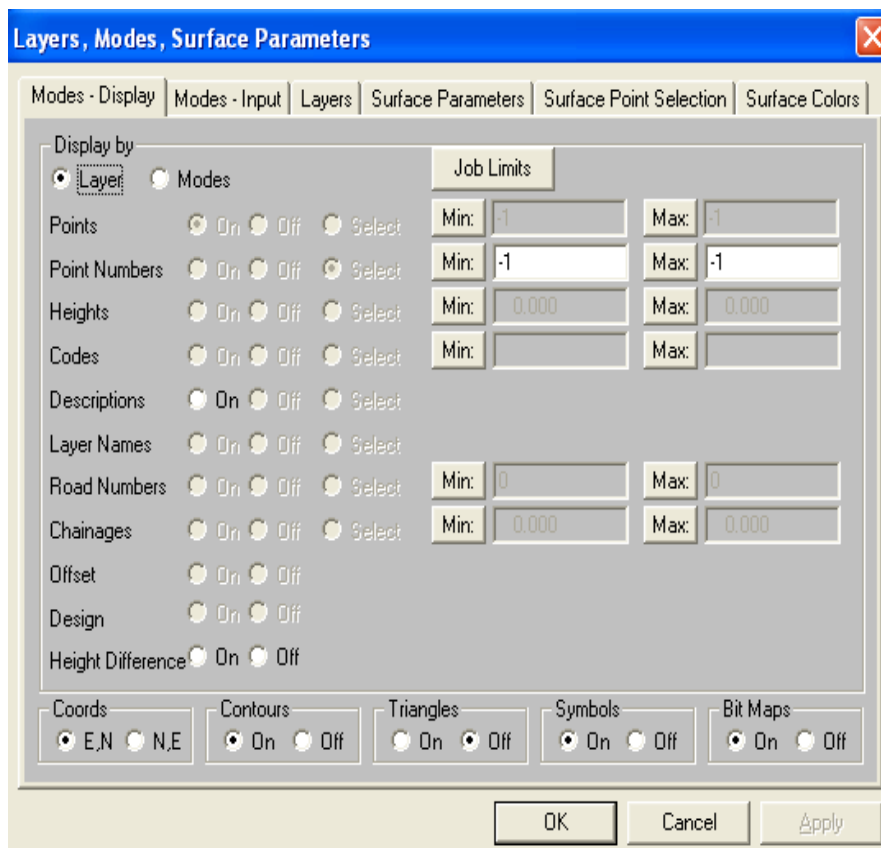 Layers, Modes, Surface Parameters
Modes - Display Modes - Input Layers Surface Parameters Surface Point Selection Surface Colors
Display by
Layer Modes Job Limits
Points On Off Select Min: -1 Max: -1
Point Numbers On Off Select Min: -1 Max: -1
Heights On Off Select Min: 0.000 Max: 0.000
Codes On Off Select Min: Max:
Descriptions On Off Select
Layer Names On Off Select
Road Numbers On Off Select Min: 0 Max: 0
Chainages On Off Select Min: 0.000 Max: 0.000
Offset On Off
Design On Off
Height Difference On Off
Coords Contours Triangles Symbols Bit Maps
E,N N,E On Off On Off On Off On Off
OK Cancel Apply